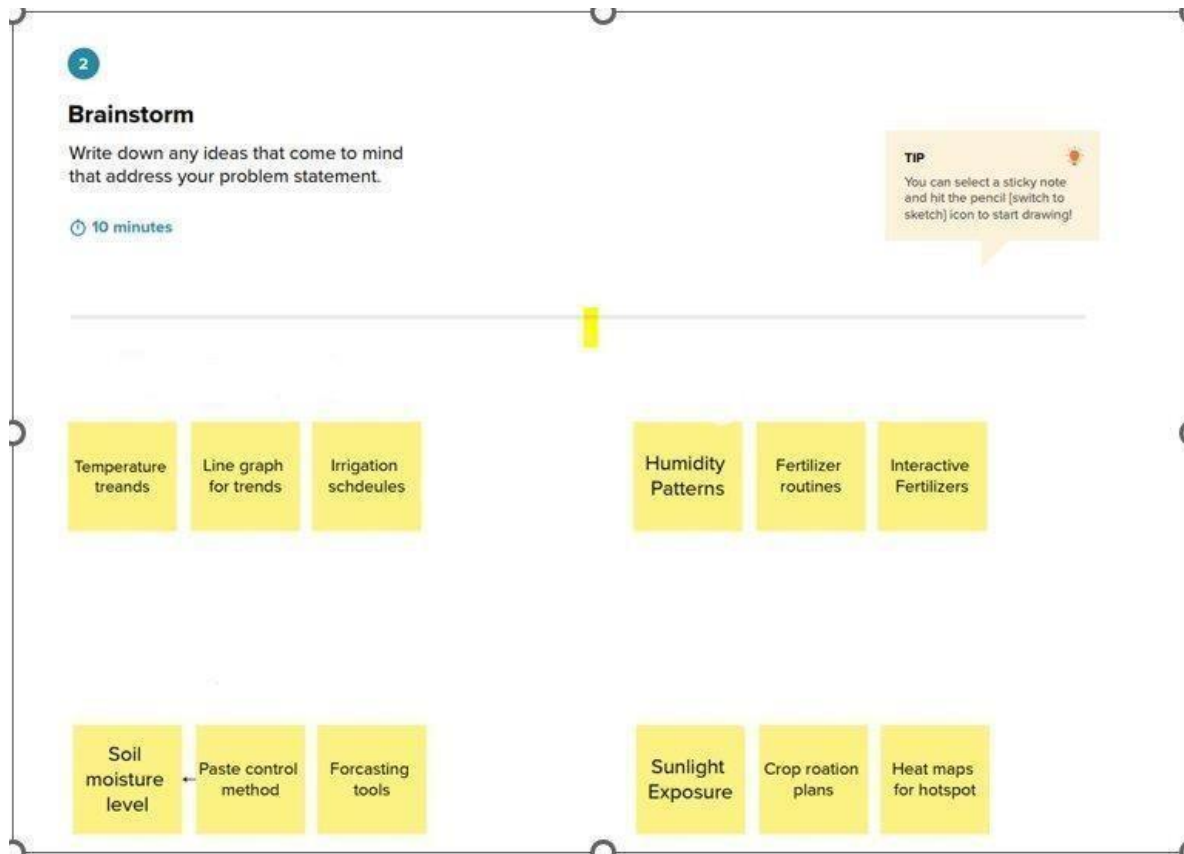 2
Brainstorm
Write down any ideas that come to mind
that address your problem statement.
10 minutes
TIP
You can select a sticky note
and hit the pencil [switch to
sketch] icon to start drawing!
Temperature
treands
Line graph
for trends
Irrigation
schdeules
Humidity
Patterns
Fertilizer
routines
Interactive
Fertilizers
Soil
moisture
level
Paste control
method
Forcasting
tools
Sunlight
Exposure
Crop roation
plans
Heat maps
for hotspot